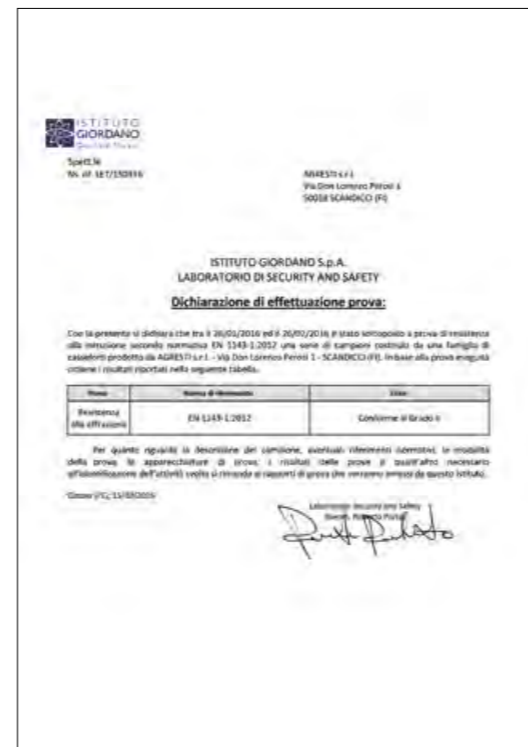 ISTITUTO
GIORDANO
Spett.le
AGRESTI s.r.l.
Via Don Lorenzo Perosi 1
50018 SCANDICCI (FI)
ISTITUTO GIORDANO S.p.A.
LABORATORIO DI SECURITY AND SAFETY
Dichiarazione di effettuazione prova:
Con la presente si dichiara che tra il 26/01/2016 ed il 26/02/2016 è stato sottoposto a prova di resistenza
alla effrazione secondo normativa EN 1143-1:2012 una serie di campioni costruito da una famiglia di
casseforti prodotto da AGRESTI s.r.l. - Via Don Lorenzo Perosi 1 - SCANDICCI (FI). In base alla prova eseguita
ottiene i risultati riportati nella seguente tabella.
Prova Norma di riferimento Esito
Resistenza
alla effrazione
EN 1143-1:2012 Conforme al Grado
Per quanto riguarda la descrizione del campione, eventuali riferimenti normativi, le modalità
della prova, le apparecchiature di prova, i risultati delle prove e quant'altro necessario
all'identificazione dell'attività svolta si rimanda ai rapporti di prova che verranno emessi da questo Istituto.
Laboratorio Security and Safety